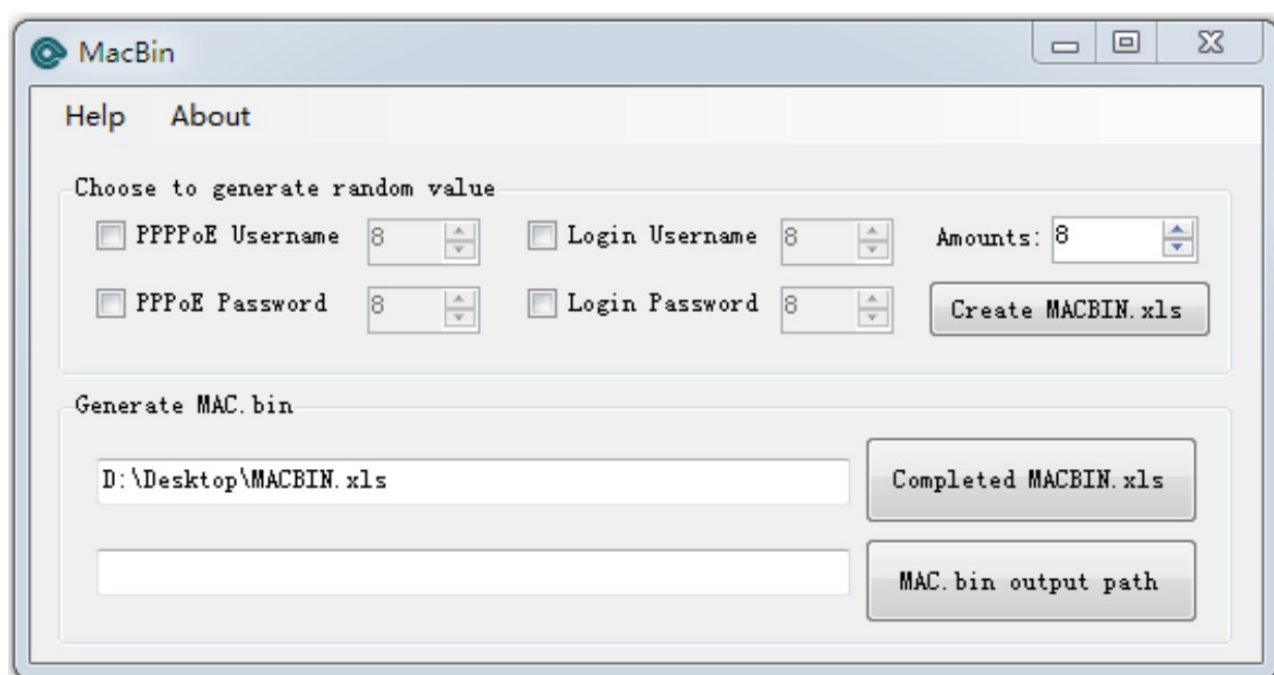 MacBin
Help About
Choose to generate random value
PPPPoE Username 8 Login Username 8 Amounts: 8
PPPoE Password 8 Login Password 8 Create MACBIN.xls
Generate MAC.bin
D:\Desktop\MACBIN.xls Completed MACBIN.xls
MAC.bin output path